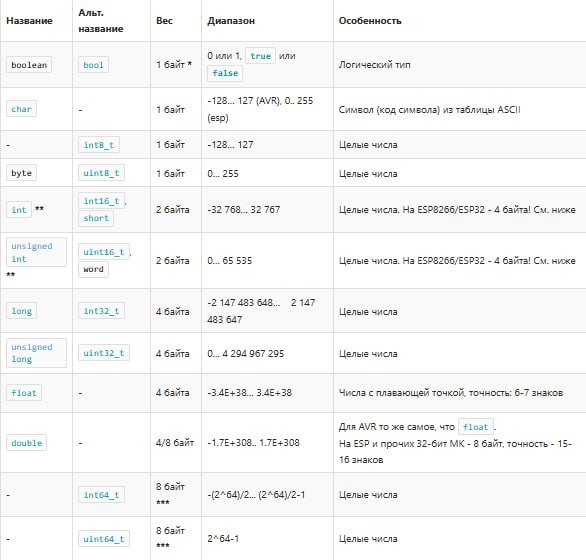 Название Альт. название Вес Диапазон Особенность
boolean bool 1 байт * 0 или 1, true или false Логический тип
char - 1 байт -128... 127 (AVR), 0.. 255 (esp) Символ (код символа) из таблицы ASCII
- int8_t 1 байт -128... 127 Целые числа
byte uint8_t 1 байт 0... 255 Целые числа
int ** int16_t, short 2 байта -32 768... 32 767 Целые числа. На ESP8266/ESP32 - 4 байта! См. ниже
unsigned int ** uint16_t, word 2 байта 0... 65 535 Целые числа. На ESP8266/ESP32 - 4 байта! См. ниже
long int32_t 4 байта -2 147 483 648... 2 147 483 647 Целые числа
unsigned long uint32_t 4 байта 0... 4 294 967 295 Целые числа
float - 4 байта -3.4E+38... 3.4E+38 Числа с плавающей точкой, точность: 6-7 знаков
double - 4/8 байт -1.7E+308.. 1.7E+308 Для AVR то же самое, что float.
На ESP и прочих 32-бит МК - 8 байт, точность - 15-16 знаков
- int64_t 8 байт *** -(2^64)/2... (2^64)/2-1 Целые числа
- uint64_t 8 байт *** 2^64-1 Целые числа